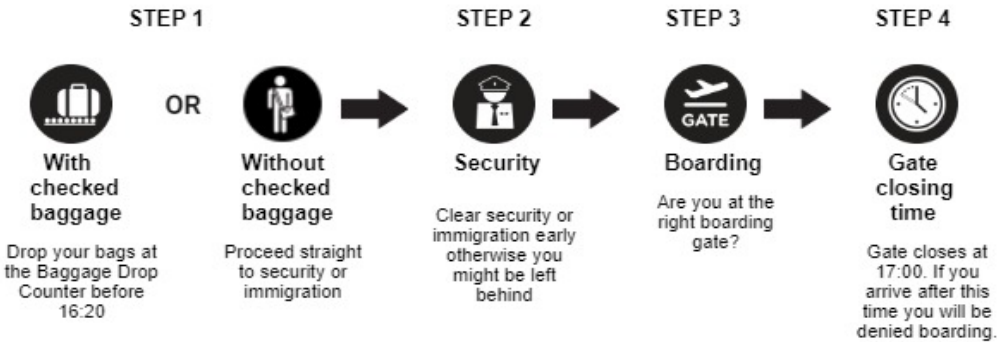 STEP 1
STEP 2
STEP 3
STEP 4
OR
GATE
With
checked
baggage
Drop your bags at
the Baggage Drop
Counter before
16:20
Without
checked
baggage
Proceed straight
to security or
immigration
Security
Clear security or
immigration early
otherwise you
might be left
behind
Boarding
Are you at the
right boarding
gate?
Gate
closing
time
Gate closes at
17:00. If you
arrive after this
time you will be
denied boarding.